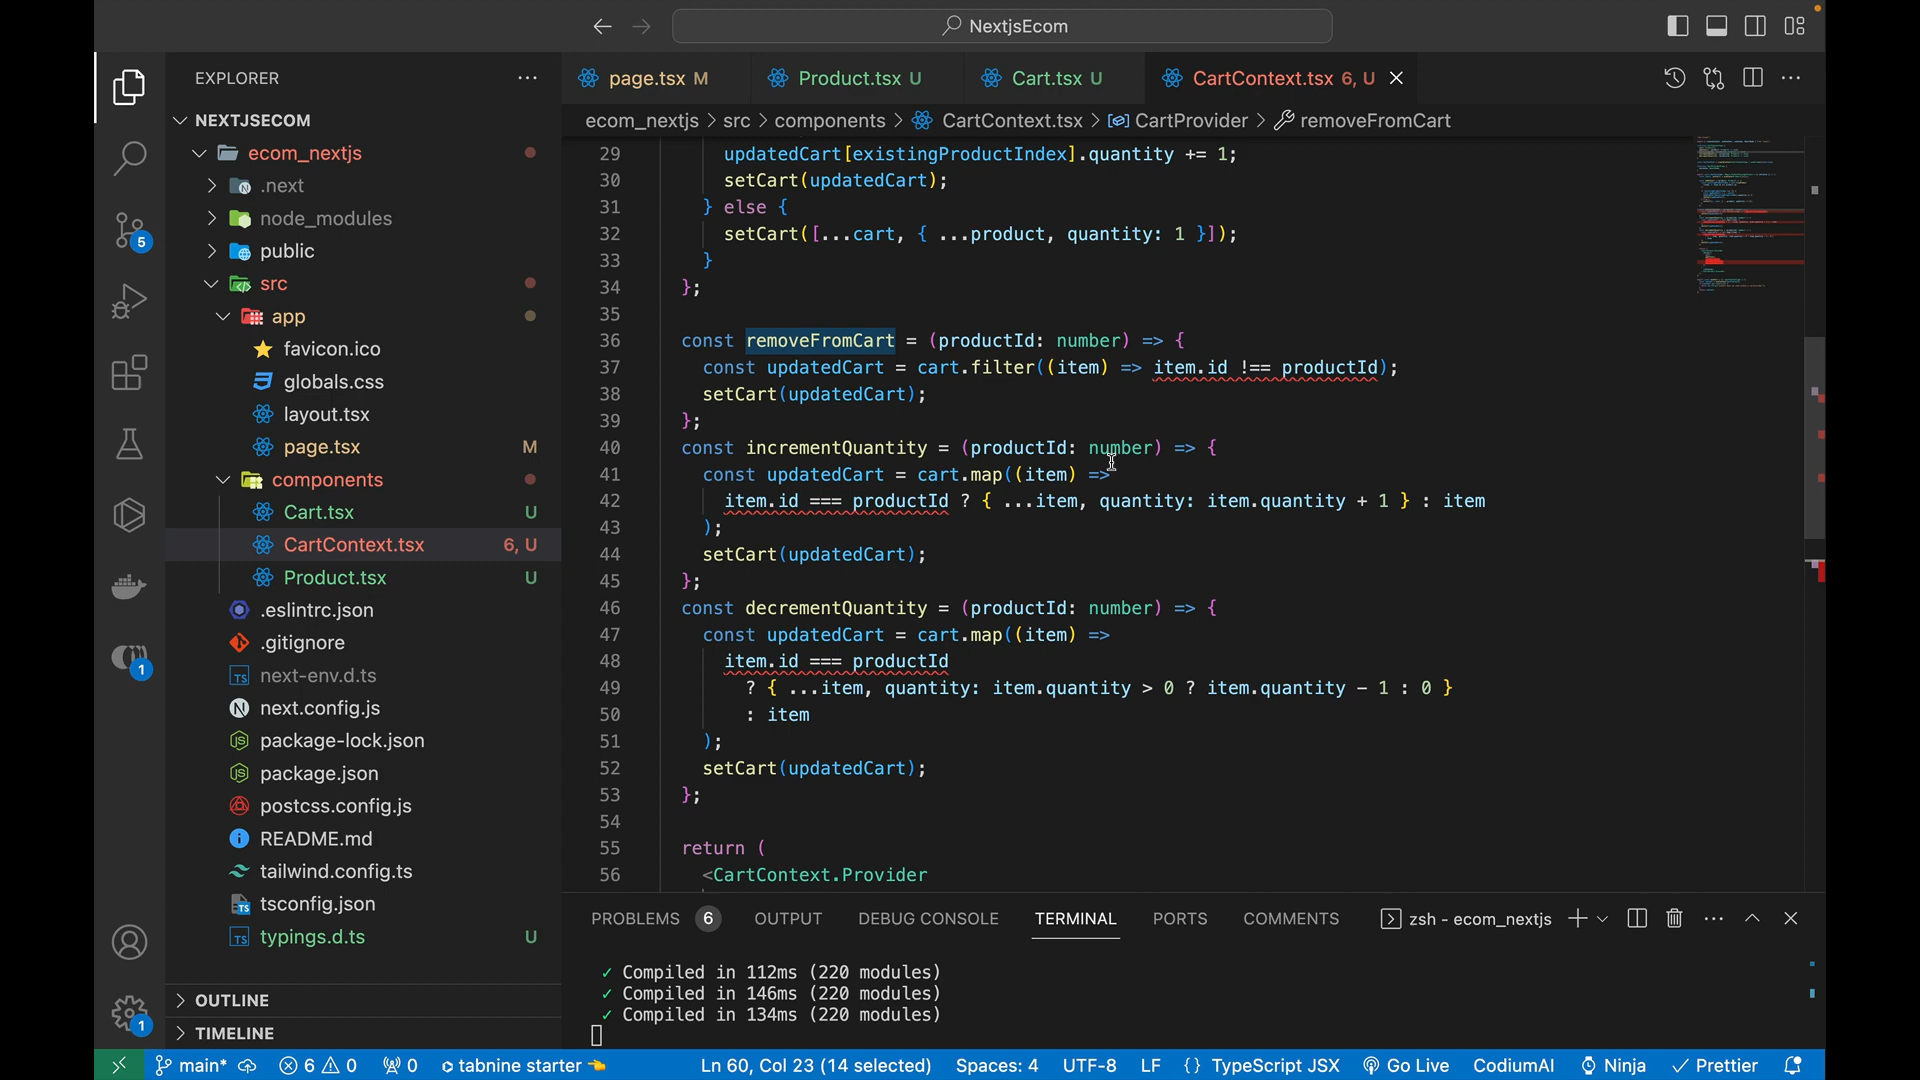 NextjsEcom
EXPLORER
page.tsx M
Product.tsx U
Cart.tsx U
CartContext.tsx 6, U
NEXTJSECOM
ecom_nextjs > src > components > CartContext.tsx > CartProvider > removeFromCart
ecom_nextjs
.next
node_modules
public
src
app
favicon.ico
globals.css
layout.tsx
page.tsx M
components
Cart.tsx U
CartContext.tsx 6, U
Product.tsx U
.eslintrc.json
.gitignore
next-env.d.ts
next.config.js
package-lock.json
package.json
postcss.config.js
README.md
tailwind.config.ts
tsconfig.json
typings.d.ts U
OUTLINE
TIMELINE
5
1
1
29 updatedCart[existingProductIndex].quantity += 1;
30 setCart(updatedCart);
31 } else {
32 setCart([...cart, { ...product, quantity: 1 }]);
33 }
34 };
35
36 const removeFromCart = (productId: number) => {
37 const updatedCart = cart.filter((item) => item.id !== productId);
38 setCart(updatedCart);
39 };
40 const incrementQuantity = (productId: number) => {
41 const updatedCart = cart.map((item) =>
42 item.id === productId ? { ...item, quantity: item.quantity + 1 } : item
43 );
44 setCart(updatedCart);
45 };
46 const decrementQuantity = (productId: number) => {
47 const updatedCart = cart.map((item) =>
48 item.id === productId
49 ? { ...item, quantity: item.quantity > 0 ? item.quantity - 1 : 0 }
50 : item
51 );
52 setCart(updatedCart);
53 };
54
55 return (
56 <CartContext.Provider
PROBLEMS 6 OUTPUT DEBUG CONSOLE TERMINAL PORTS COMMENTS zsh - ecom_nextjs
✓ Compiled in 112ms (220 modules)
✓ Compiled in 146ms (220 modules)
✓ Compiled in 134ms (220 modules)
main* 6 0 0 tabnine starter Ln 60, Col 23 (14 selected) Spaces: 4 UTF-8 LF {} TypeScript JSX Go Live CodiumAI Ninja Prettier